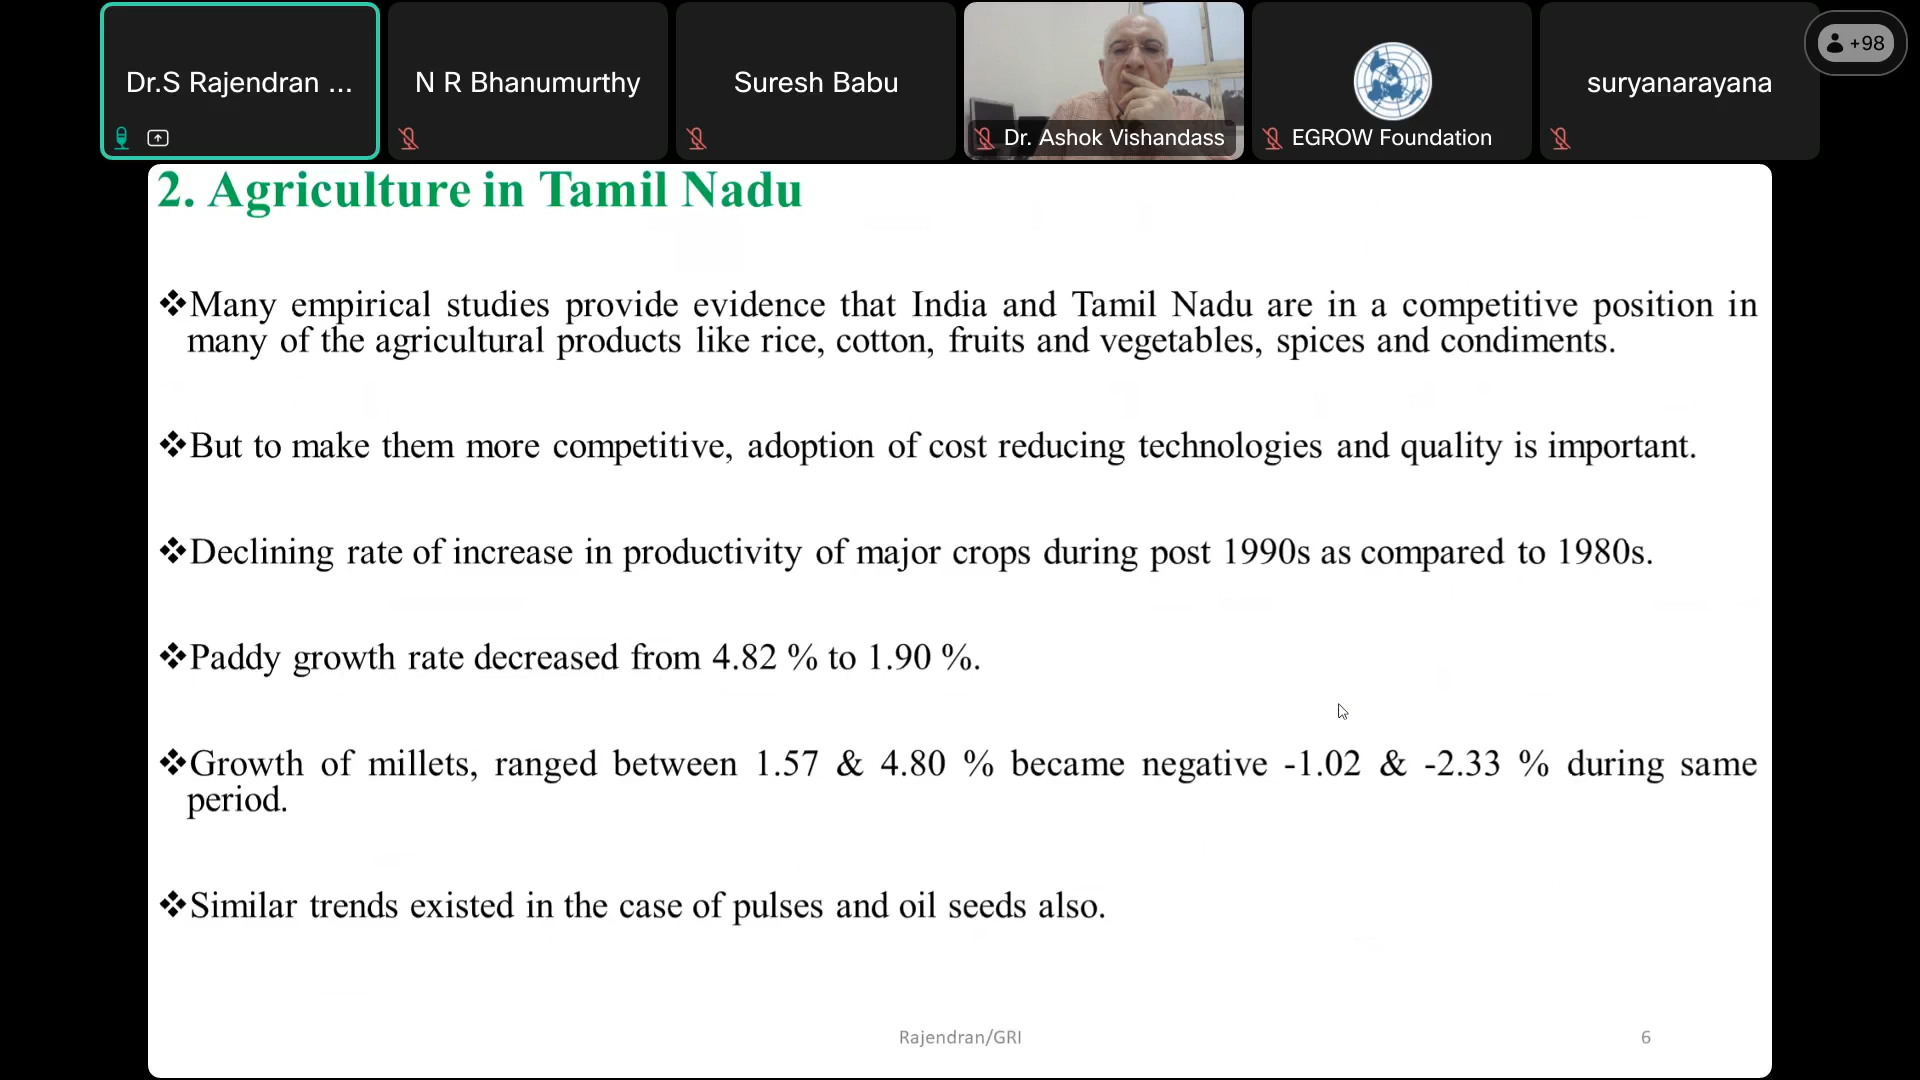 Dr.S Rajendran ...
N R Bhanumurthy
Suresh Babu
Dr. Ashok Vishandass
EGROW Foundation
suryanarayana
+98
2. Agriculture in Tamil Nadu
❖Many empirical studies provide evidence that India and Tamil Nadu are in a competitive position in
many of the agricultural products like rice, cotton, fruits and vegetables, spices and condiments.
❖But to make them more competitive, adoption of cost reducing technologies and quality is important.
❖Declining rate of increase in productivity of major crops during post 1990s as compared to 1980s.
❖Paddy growth rate decreased from 4.82 % to 1.90 %.
❖Growth of millets, ranged between 1.57 & 4.80 % became negative -1.02 & -2.33 % during same
period.
❖Similar trends existed in the case of pulses and oil seeds also.
Rajendran/GRI
6